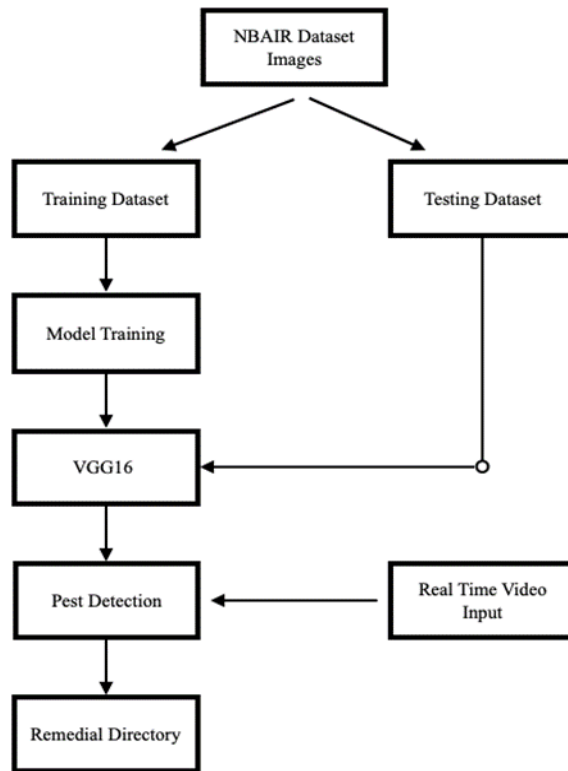 NBAIR Dataset
Images
Training Dataset
Testing Dataset
Model Training
VGG16
Pest Detection
Real Time Video
Input
Remedial Directory